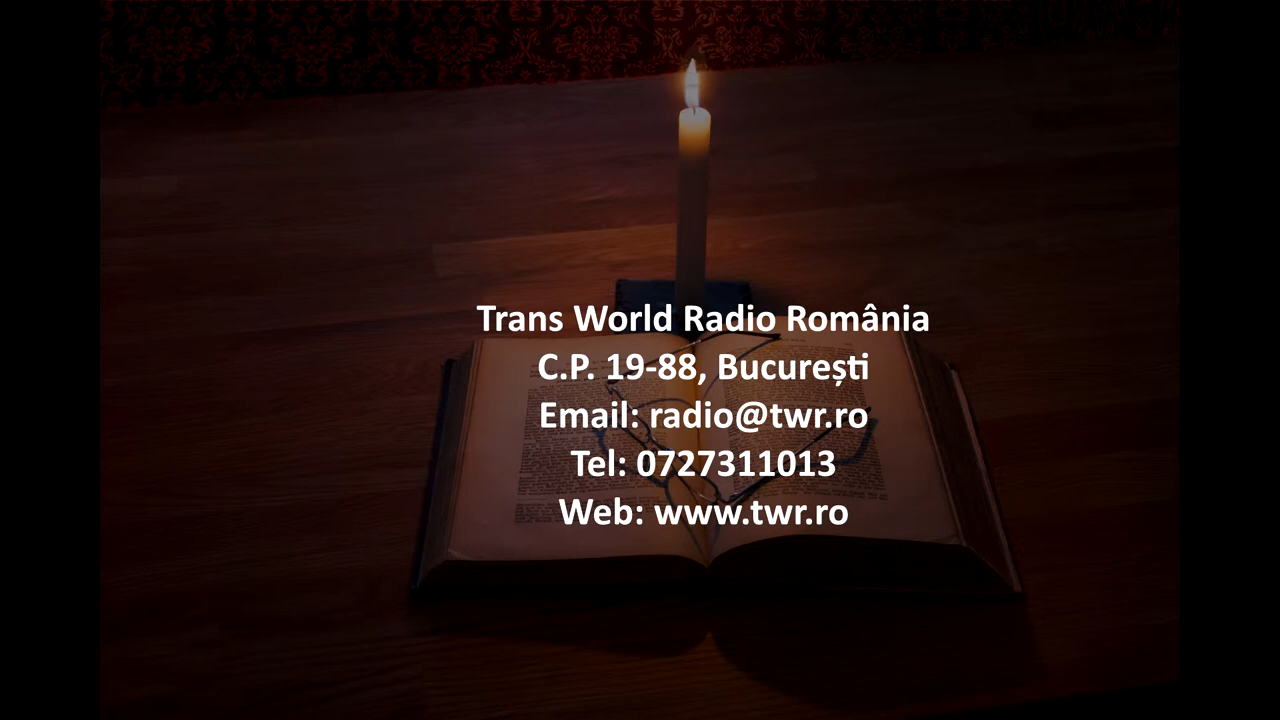 Trans World Radio România
C.P. 19-88, București
Email: radio@twr.ro
Tel: 0727311013
Web: www.twr.ro